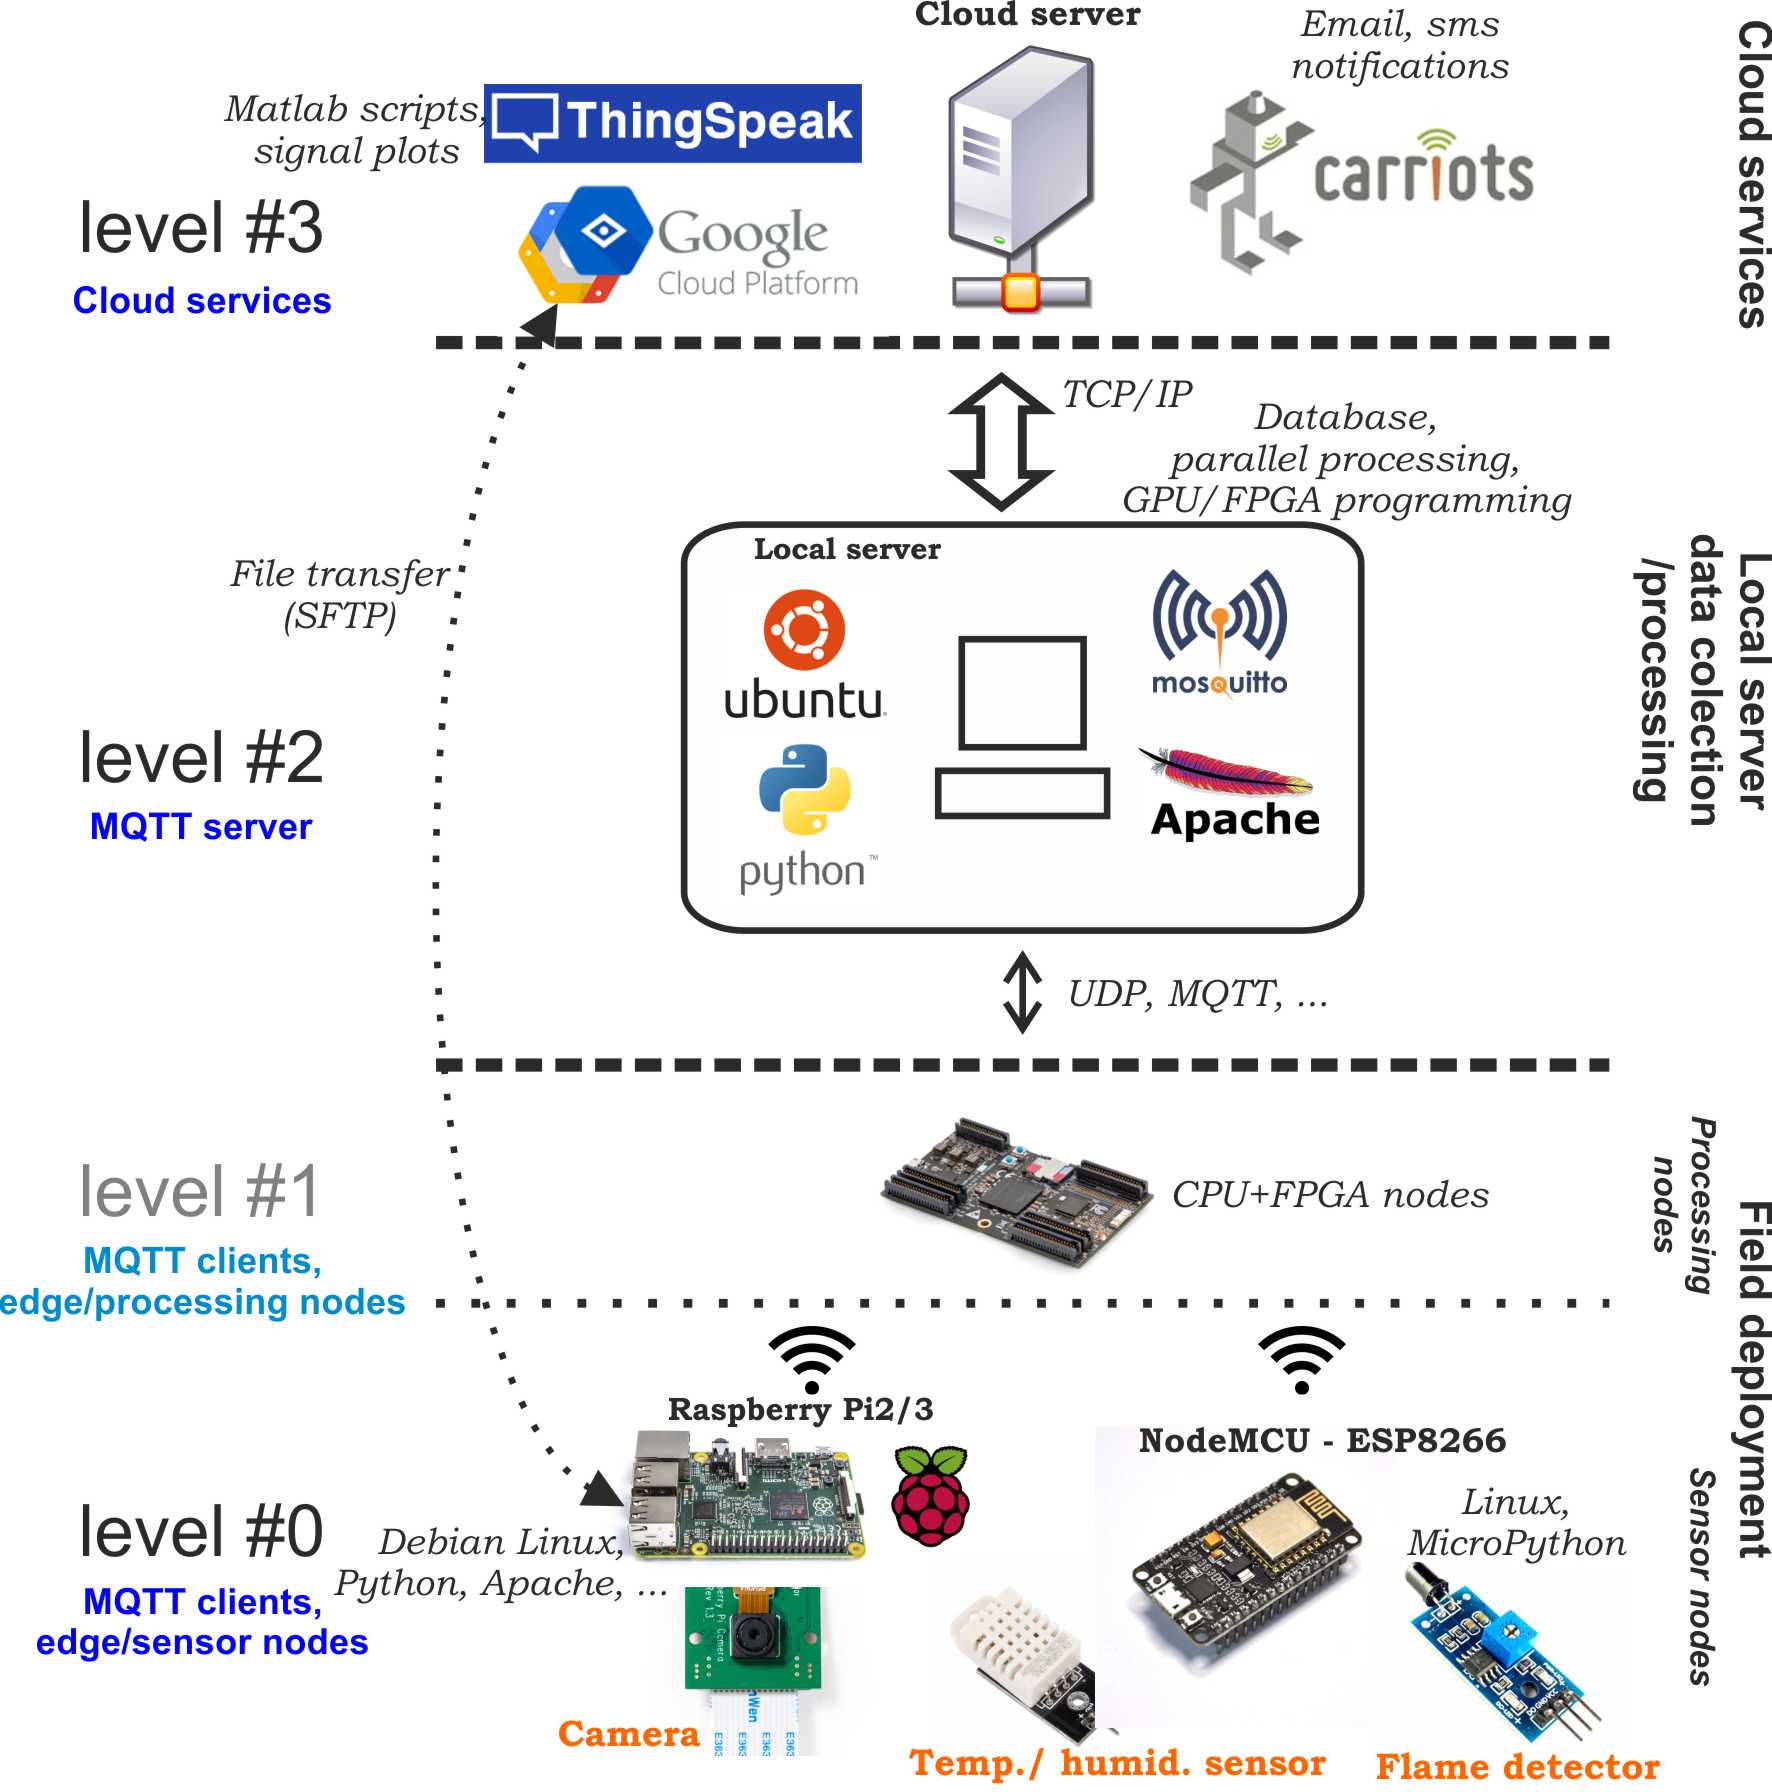 Cloud server
Email, sms
notifications
Matlab scripts,
signal plots
ThingSpeak
carriots
level #3
Cloud services
Google
Cloud Platform
Cloud services
TCP/IP
Database,
parallel processing,
GPU/FPGA programming
File transfer
(SFTP)
Local server
ubuntu
mosquitto
python™
Apache
level #2
MQTT server
Local server
data colection
/processing
UDP, MQTT, ...
level #1
MQTT clients,
edge/processing nodes
CPU+FPGA nodes
Processing
nodes
Field deployment
Raspberry Pi2/3
NodeMCU - ESP8266
level #0
MQTT clients,
edge/sensor nodes
Debian Linux,
Python, Apache, ...
Linux,
MicroPython
Sensor nodes
Camera
Temp./ humid. sensor
Flame detector